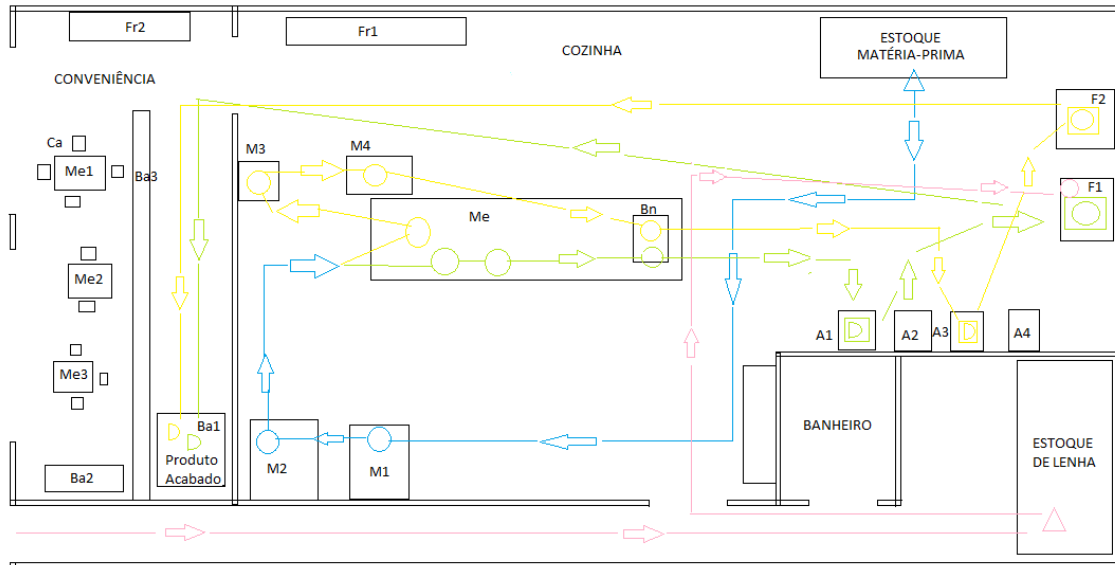 Fr2
Fr1
COZINHA
ESTOQUE
MATÉRIA-PRIMA
CONVENIÊNCIA
F2
Ca
Me1
Ba3
M3
M4
F1
Me
Bn
Me2
A1
A2
A3
A4
Me3
Ba1
Produto
Acabado
BANHEIRO
ESTOQUE
DE LENHA
Ba2
M2
M1